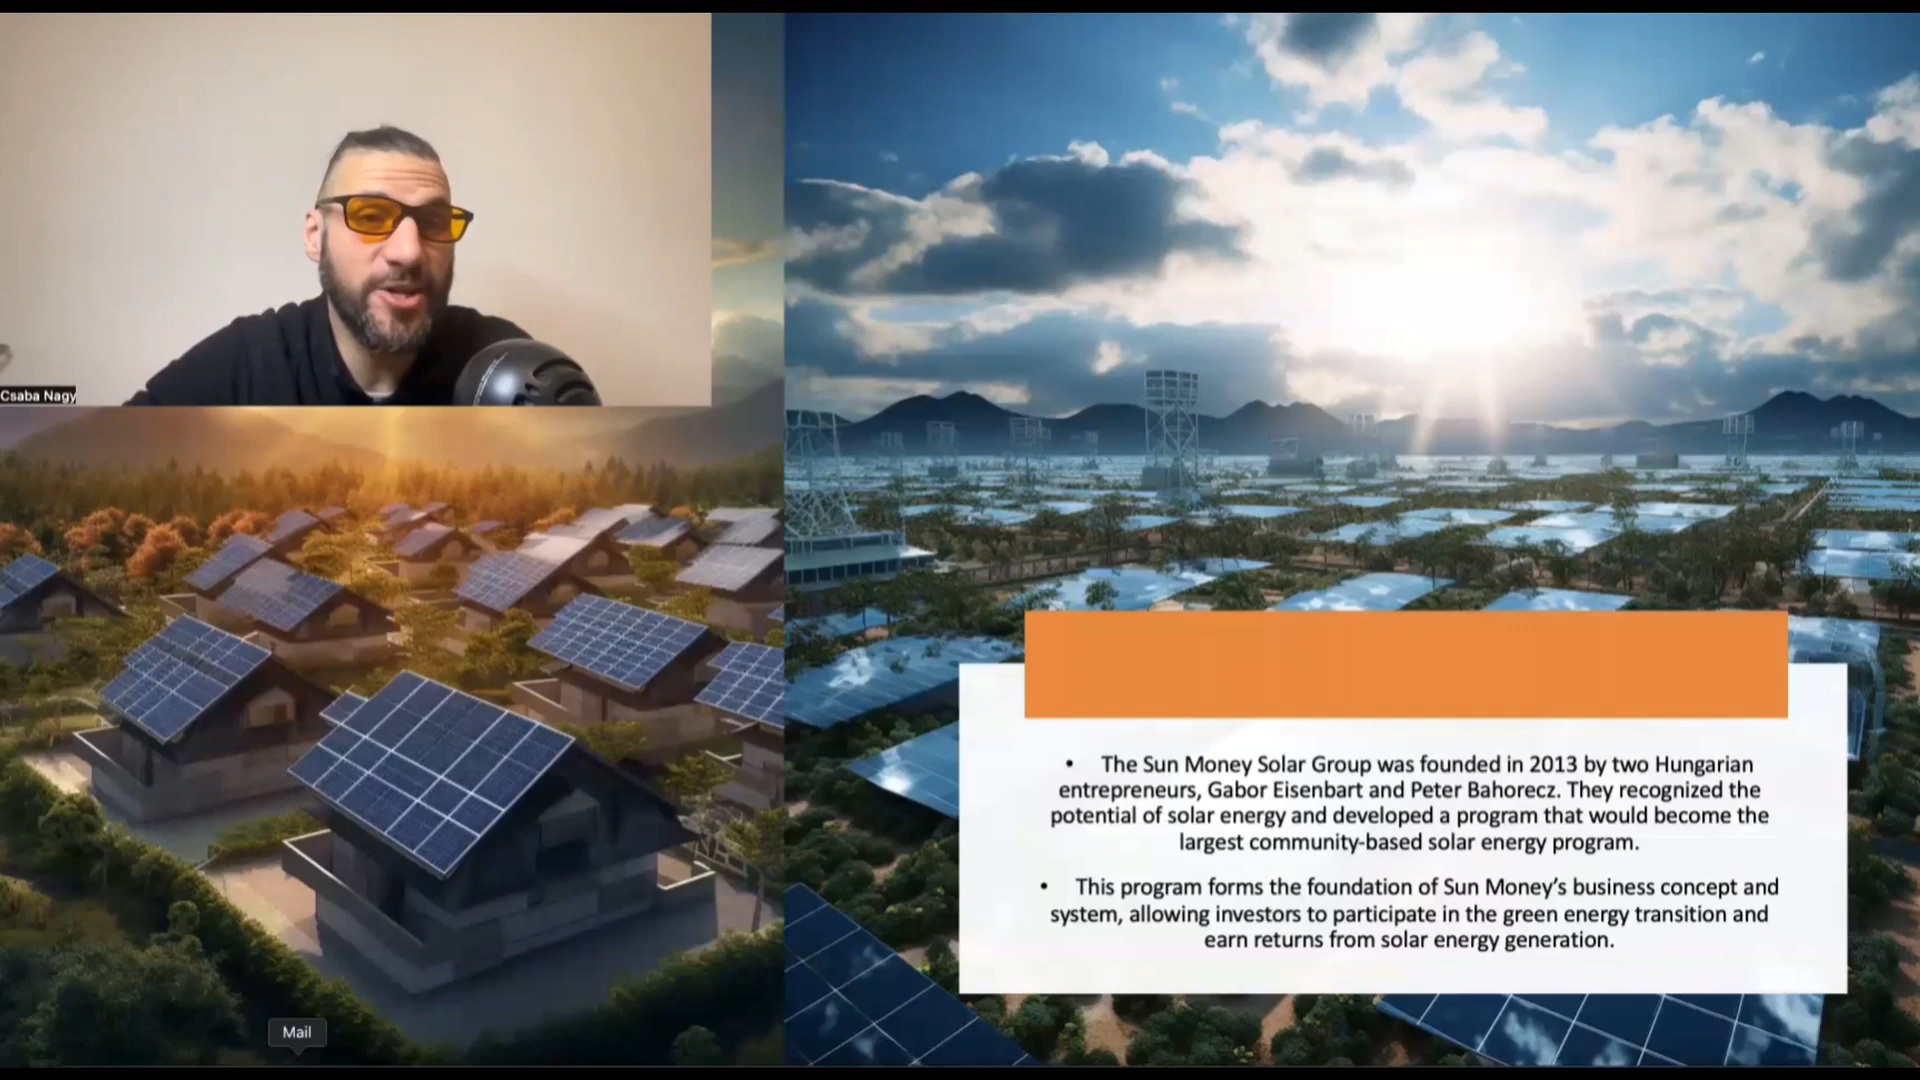 Csaba Nagy
• The Sun Money Solar Group was founded in 2013 by two Hungarian
entrepreneurs, Gabor Eisenbart and Peter Bahorecz. They recognized the
potential of solar energy and developed a program that would become the
largest community-based solar energy program.
• This program forms the foundation of Sun Money’s business concept and
system, allowing investors to participate in the green energy transition and
earn returns from solar energy generation.
Mail